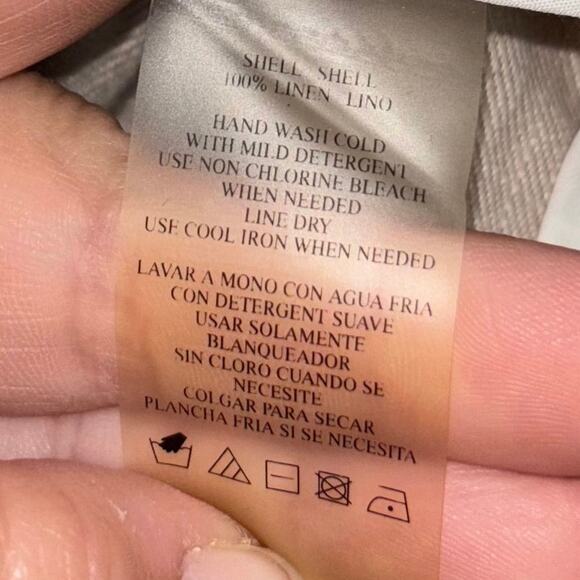 SHELL SHELL
100% LINEN LINO
HAND WASH COLD
WITH MILD DETERGENT
USE NON CHLORINE BLEACH
WHEN NEEDED
LINE DRY
USE COOL IRON WHEN NEEDED
LAVAR A MONO CON AGUA FRIA
CON DETERGENT SUAVE
USAR SOLAMENTE
BLANQUEADOR
SIN CLORO CUANDO SE
NECESITE
COLGAR PARA SECAR
PLANCHA FRIA SI SE NECESITA